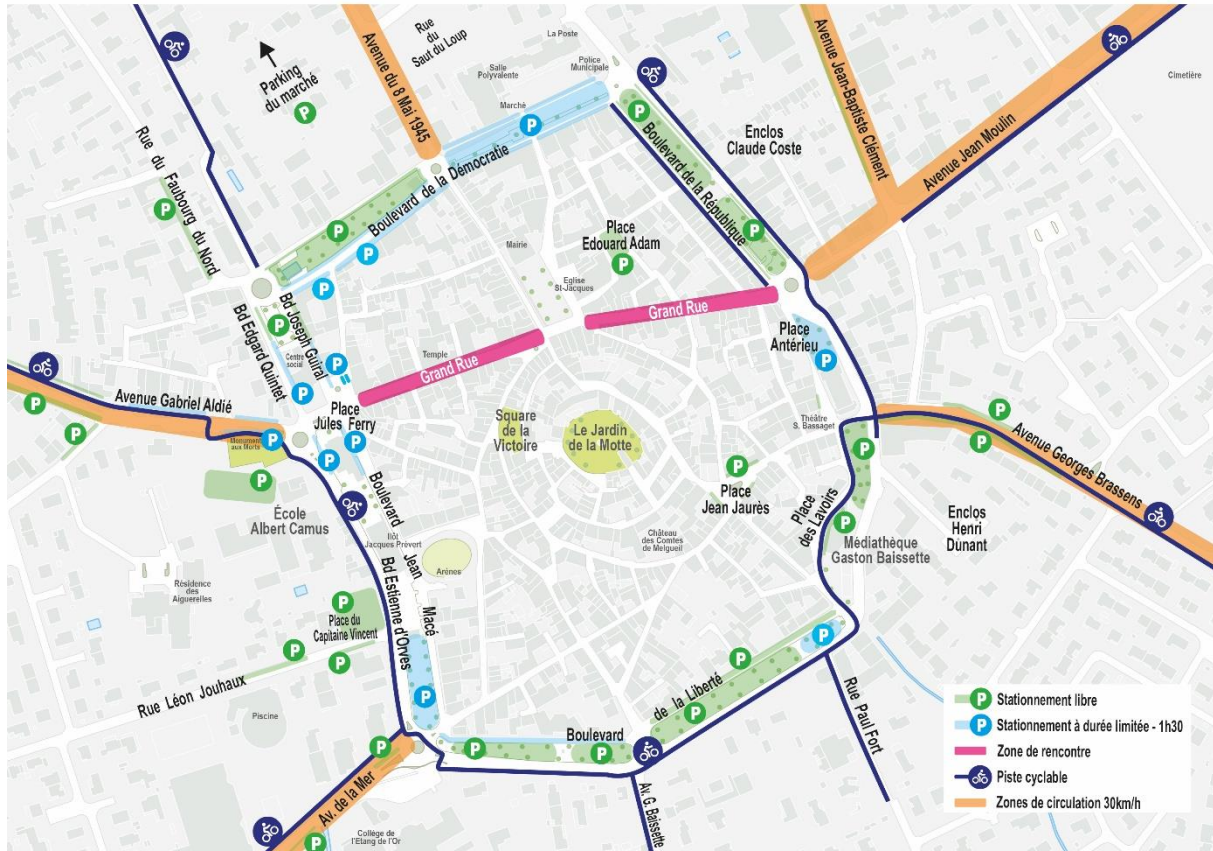 Parking
du marché
P
Avenue du 8 Mai 1945
Rue
du
Saut du Loup
La Poste
Salle
Polyvalente
Police
Municipale
Marché
P
P
Boulevard de la République
P
Enclos
Claude Coste
Avenue Jean-Baptiste Clément
Avenue Jean Moulin
Cimetière
Rue du Faubourg du Nord
P
P
Boulevard de la Démocratie
P
P
Mairie
Place
Edouard Adam
P
Eglise
St-Jacques
Bd Edgard Quintet
Bd Joseph Guiral
P
Centre
social
P
P
Temple
Grand Rue
Grand Rue
Place
Antérieu
P
Avenue Gabriel Aldié
P
P
Place
Jules Ferry
P
P
P
Monument
aux Morts
P
École
Albert Camus
Square
de la
Victoire
Le Jardin
de la Motte
Théâtre
S. Bassaget
P
P
P
Avenue Georges Brassens
P
Place
Jean Jaurès
Place
des Lavoirs
P
Médiathèque
Gaston Baissette
Enclos
Henri
Dunant
Château
des Comtes
de Melgueil
Boulevard Jean Macé
Ilôt
Jacques Prévert
Arènes
Bd Estienne d'Orves
Résidence
des
Aiguerelles
P
Place du
Capitaine Vincent
P
P
Rue Léon Jouhaux
Piscine
P
P
Av. de la Mer
P
Collège de
l'Etang de l'Or
P
P
Boulevard de la Liberté
P
P
P
Av. G. Baissette
Rue Paul Fort
P Stationnement libre
P Stationnement à durée limitée - 1h30
Zone de rencontre
Piste cyclable
Zones de circulation 30km/h